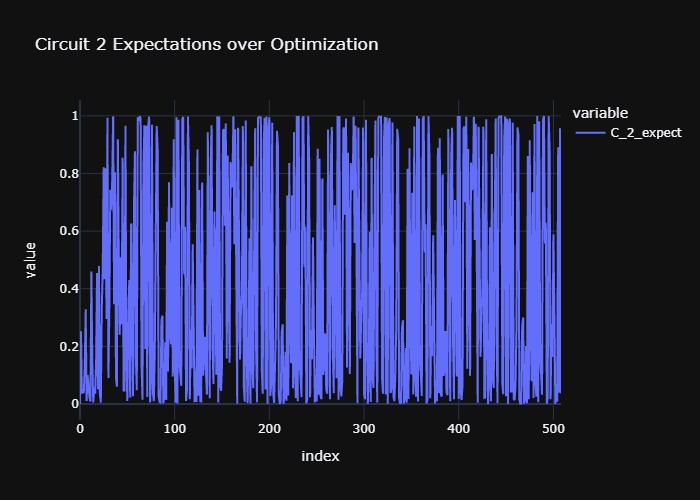 Circuit 2 Expectations over Optimization
variable
C_2_expect
value
1
0.8
0.6
0.4
0.2
0
0 100 200 300 400 500
index